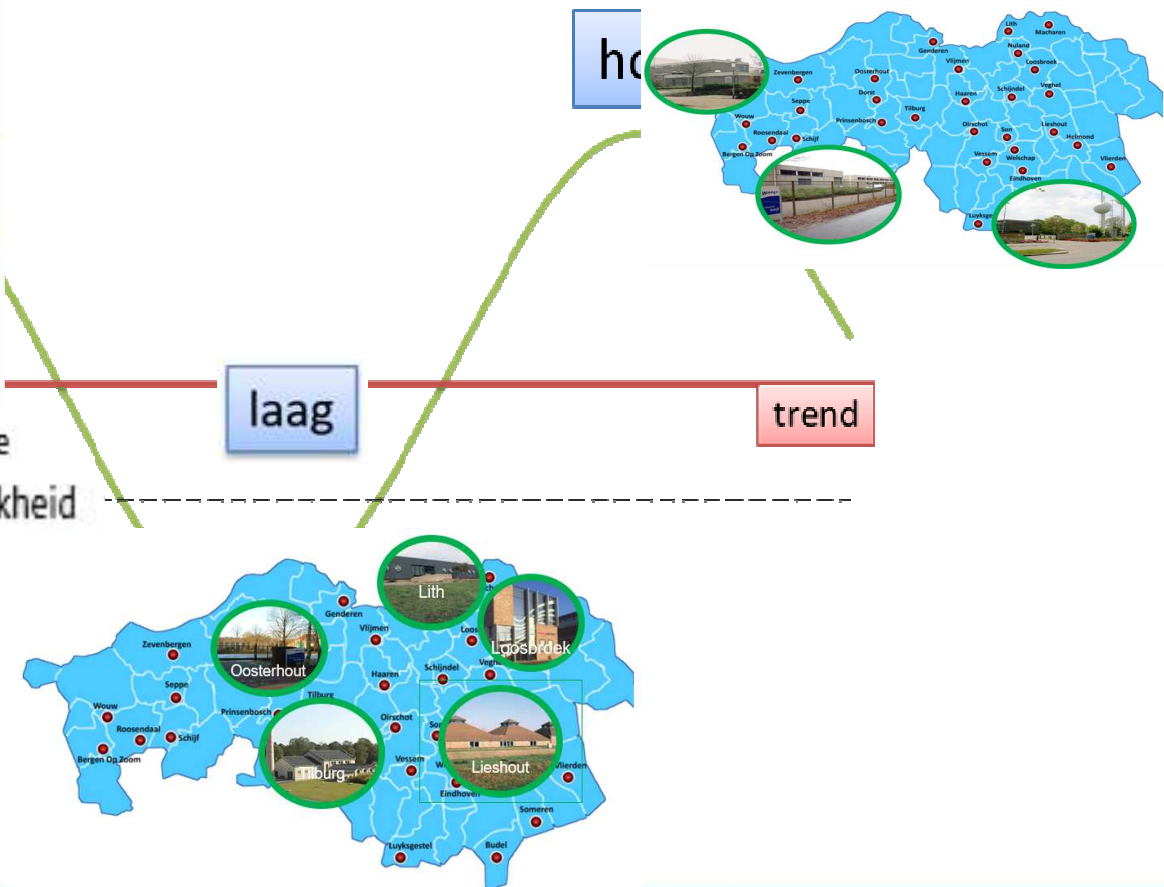 Lith
Macharen
Genderen
Nuland
Vlijmen
Loosbroek
Zevenbergen
Oosterhout
Schijndel
Veghel
Dorst
Haaren
Seppe
Tilburg
Wouw
Prinsenbosch
Oirschot
Son
Lieshout
Roosendaal
Schijf
Helmond
Bergen Op Zoom
Vessem
Welschap
Vlierden
Eindhoven
laag
trend
kheid
Lith
Genderen
Vlijmen
Zevenbergen
Loosbroek
Oosterhout
Schijndel
Haaren
Seppe
Tilburg
Prinsenbosch
Wouw
Oirschot
Roosendaal
Schijf
Bergen Op Zoom
Vessem
Lieshout
Tilburg
Vlierden
Eindhoven
Someren
Luyksgestel
Budel